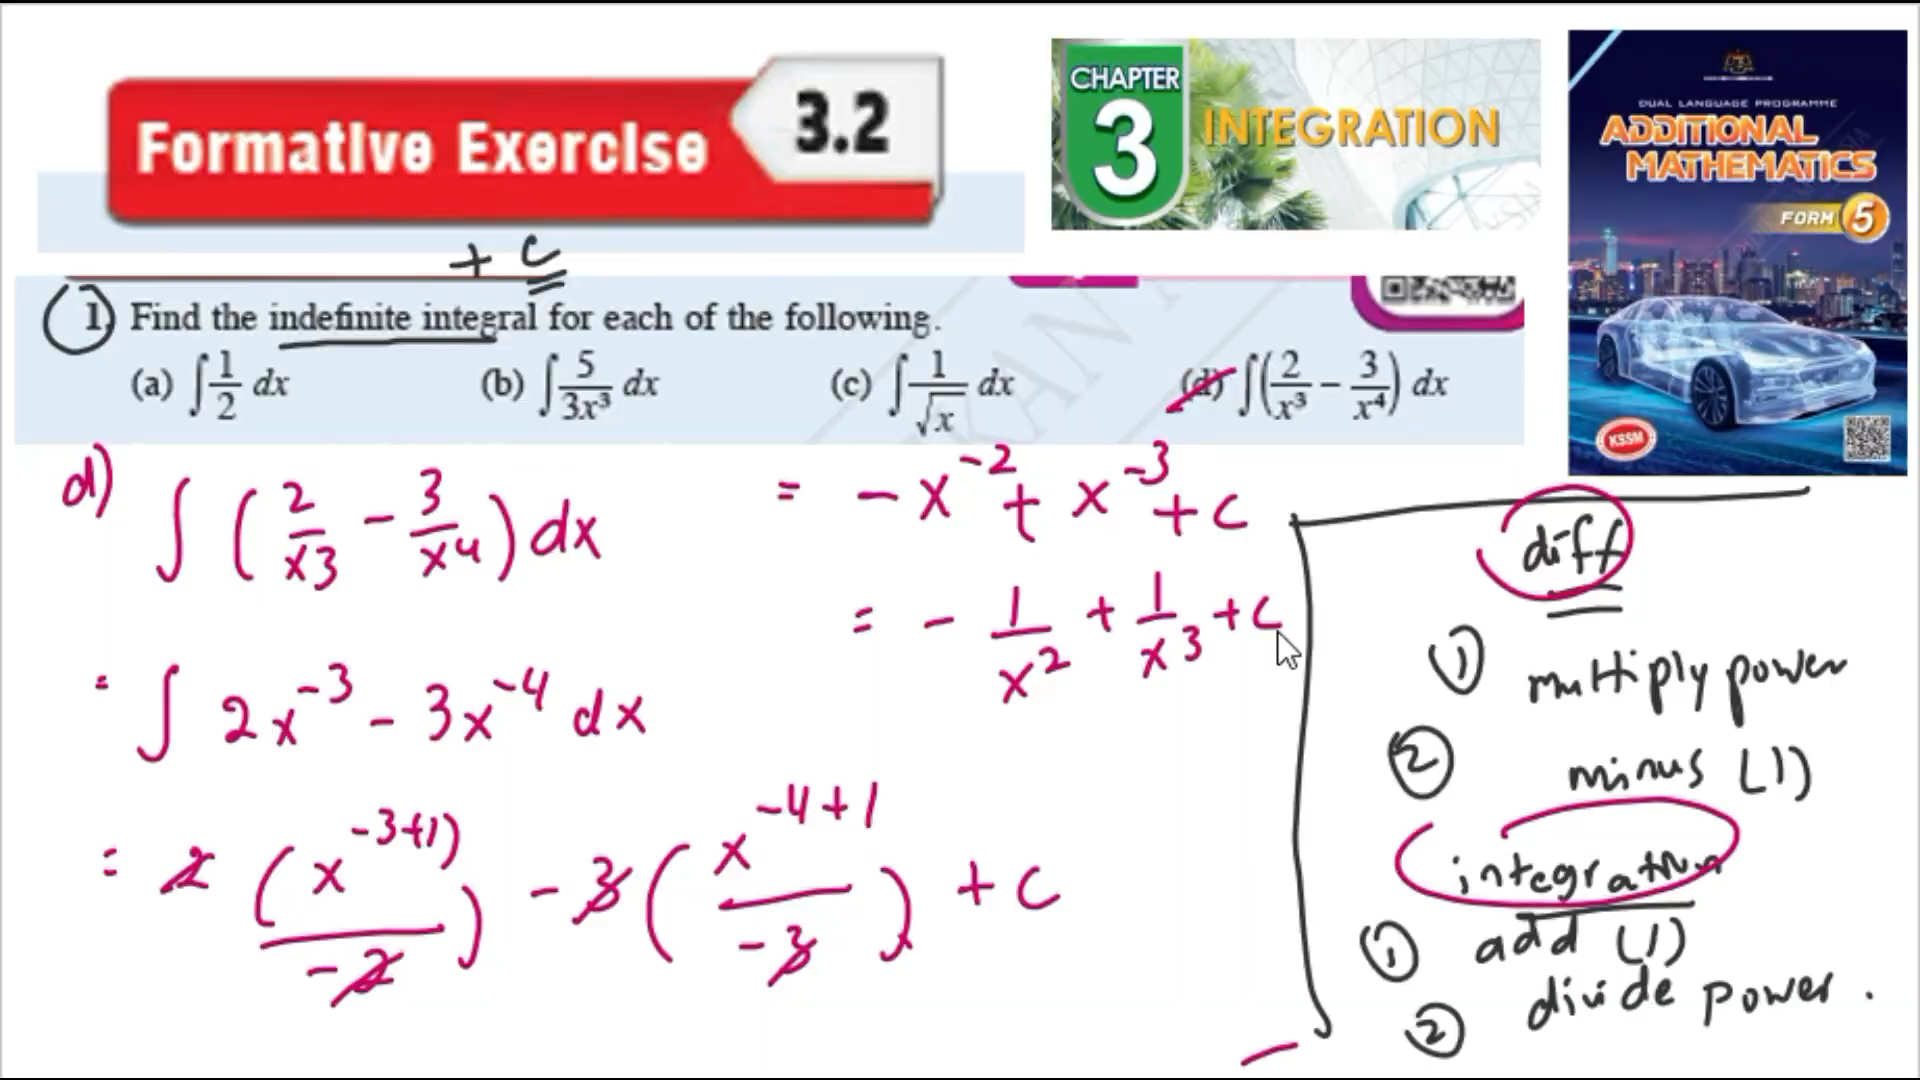 Formative Exercise 3.2
CHAPTER 3 INTEGRATION
DUAL LANGUAGE PROGRAMME
ADDITIONAL
MATHEMATICS
FORM 5
KSSM
+ c
1. Find the indefinite integral for each of the following.
(a) ∫ 1/2 dx (b) ∫ 5/3x³ dx (c) ∫ 1/√x dx (d) ∫(2/x³ − 3/x⁴) dx
d) ∫ (2/x3 − 3/x4) dx
= ∫ 2x⁻³ − 3x⁻⁴ dx
= 2 (x⁻³⁺¹⁾/−2) − 3 (x⁻⁴⁺¹/−3) + c
= − x⁻² + x⁻³ + c
= − 1/x² + 1/x3 + c
diff
① multiply power
② minus (1)
integration
① add (1)
② divide power.